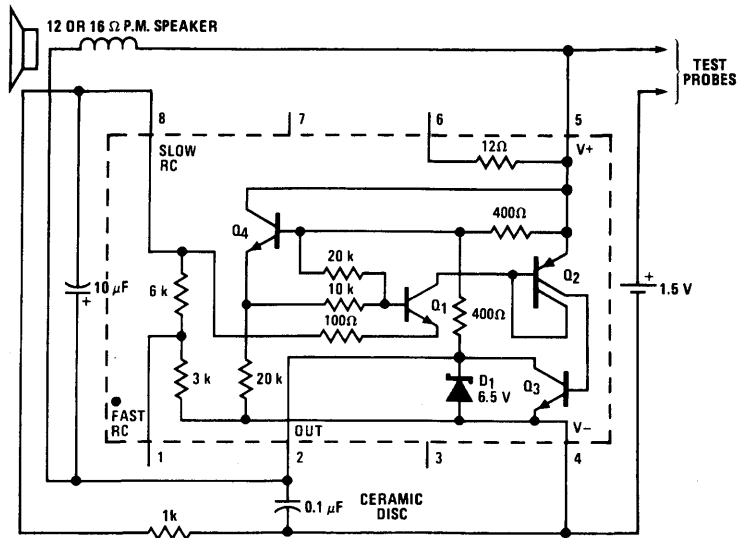 12 OR 16 Ω P.M. SPEAKER
TEST
PROBES
8
7
6
5
SLOW
RC
12Ω
V+
400Ω
Q4
Q2
20 k
10 μF
+
6 k
10 k
Q1
400Ω
+
1.5 V
100Ω
3 k
20 k
D1
6.5 V
Q3
FAST
RC
OUT
V−
1
2
3
4
0.1 μF
CERAMIC
DISC
1k